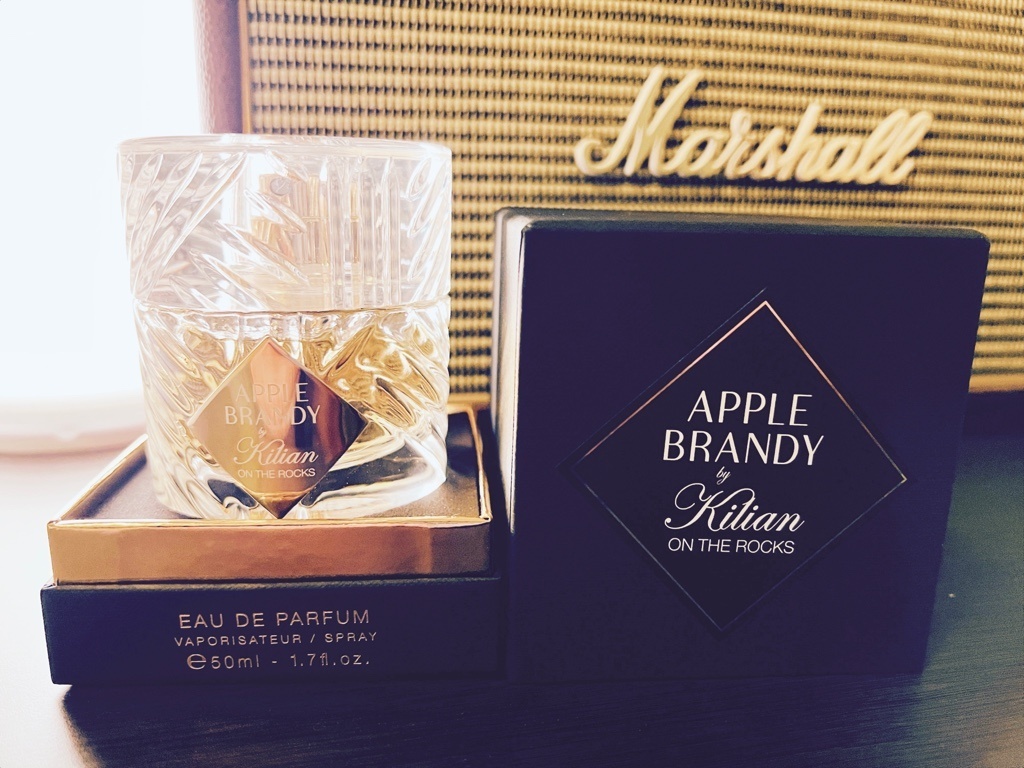 Marshall
APPLE
BRANDY
by
Kilian
ON THE ROCKS
EAU DE PARFUM
VAPORISATEUR / SPRAY
℮50ml - 1.7fl.oz.
APPLE
BRANDY
by
Kilian
ON THE ROCKS